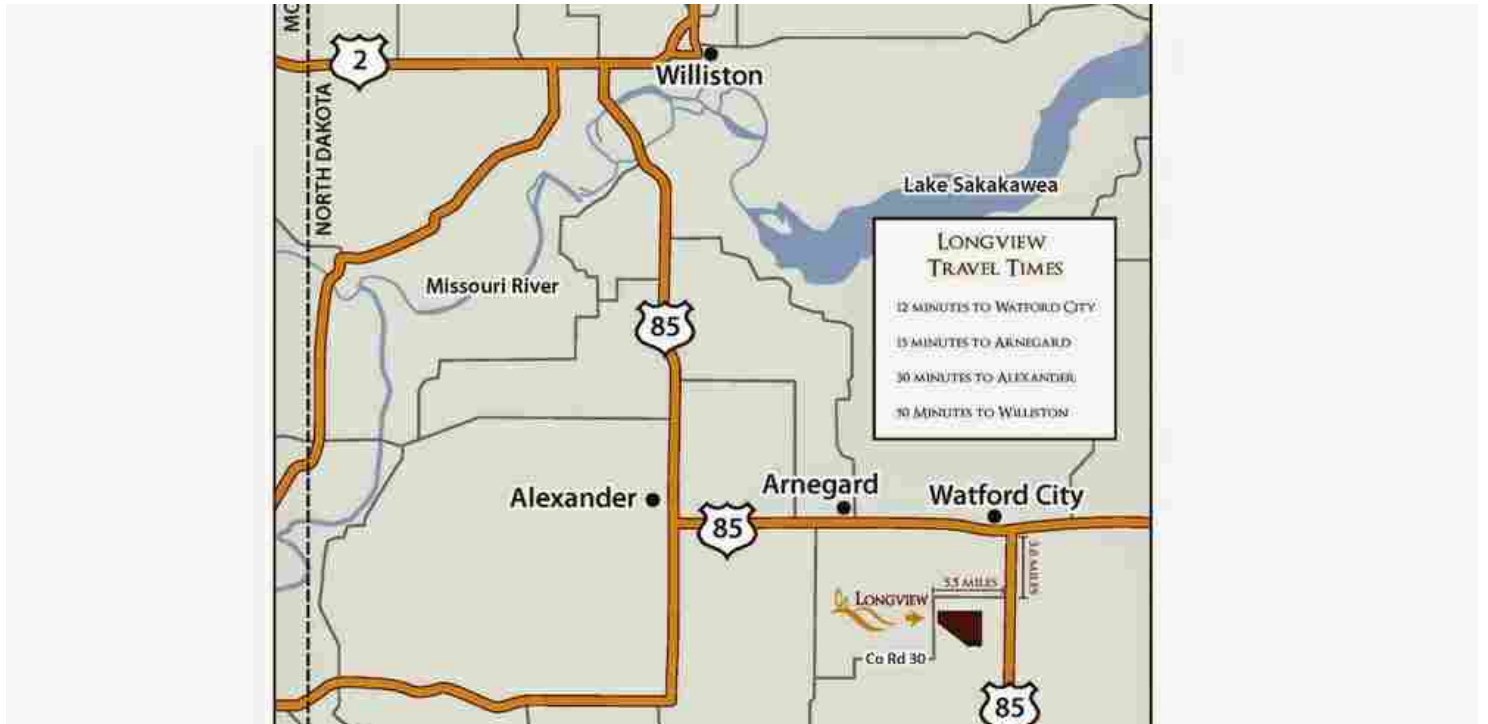 MO
2
Williston
NORTH DAKOTA
Lake Sakakawea
LONGVIEW
TRAVEL TIMES
12 MINUTES TO WATFORD CITY
15 MINUTES TO ARNEGARD
30 MINUTES TO ALEXANDER
50 MINUTES TO WILLISTON
Missouri River
85
Alexander
Arnegard
Watford City
85
5.5 MILES
3.6 MILES
LONGVIEW
Co Rd 30
85